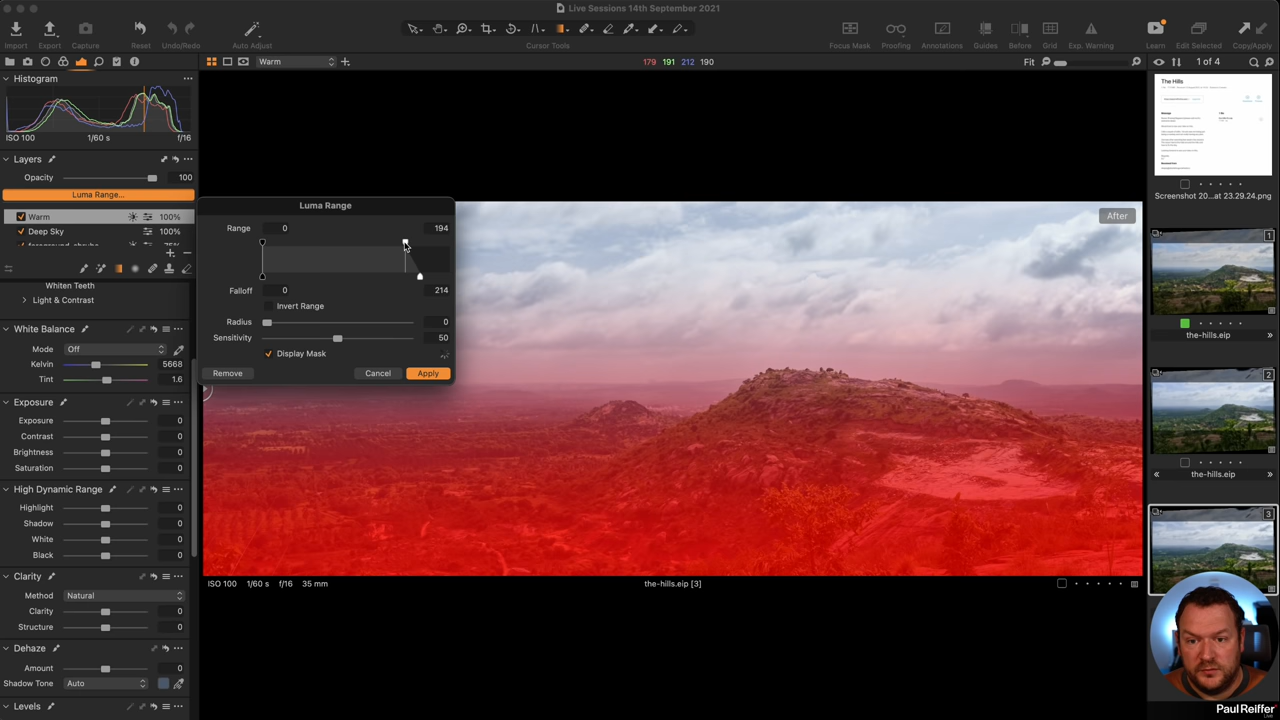 Live Sessions 14th September 2021
Import
Export
Capture
Reset
Undo/Redo
Auto Adjust
Cursor Tools
Focus Mask
Proofing
Annotations
Guides
Before
Grid
Exp. Warning
Learn
Edit Selected
Copy/Apply
Warm
179 191 212 190
Fit
1 of 4
Histogram
ISO 100
1/60 s
f/16
Layers
Opacity
100
Luma Range...
Warm
100%
Deep Sky
100%
Whiten Teeth
Light & Contrast
White Balance
Mode
Off
Kelvin
5668
Tint
1.6
Exposure
Exposure
0
Contrast
0
Brightness
0
Saturation
0
High Dynamic Range
Highlight
0
Shadow
0
White
0
Black
0
Clarity
Method
Natural
Clarity
0
Structure
0
Dehaze
Amount
0
Shadow Tone
Auto
Levels
Luma Range
Range
0
194
Falloff
0
214
Invert Range
Radius
0
Sensitivity
50
Display Mask
Remove
Cancel
Apply
After
ISO 100
1/60 s
f/16
35 mm
the-hills.eip [3]
The Hills
Screenshot 20...at 23.29.24.png
1
the-hills.eip
2
the-hills.eip
3
PaulReiffer
Live